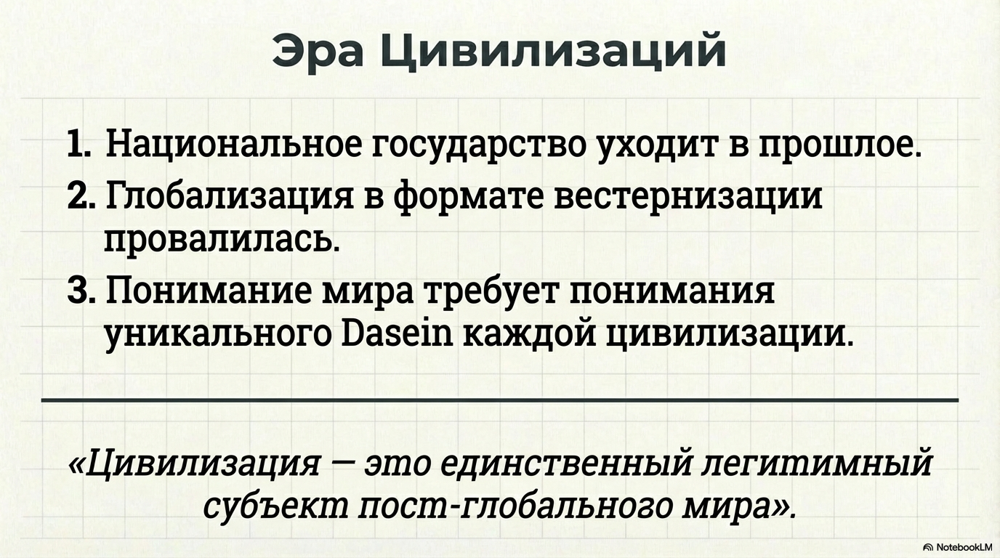 Эра Цивилизаций
1. Национальное государство уходит в прошлое.
2. Глобализация в формате вестернизации
провалилась.
3. Понимание мира требует понимания
уникального Dasein каждой цивилизации.
«Цивилизация — это единственный легитимный
субъект пост-глобального мира».
NotebookLM